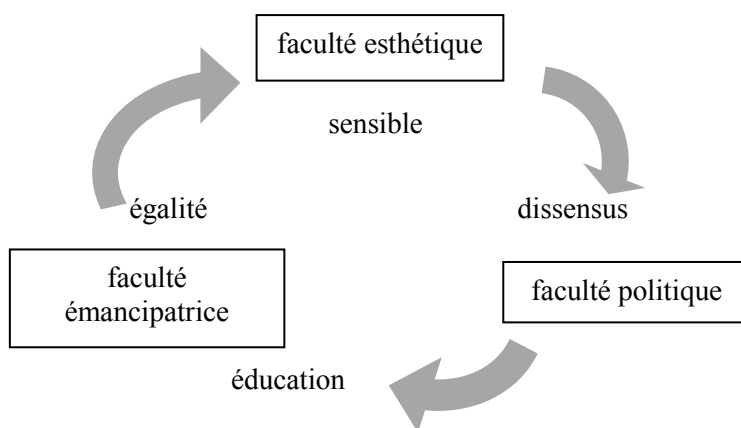 faculté esthétique
sensible
égalité
dissensus
faculté
émancipatrice
faculté politique
éducation